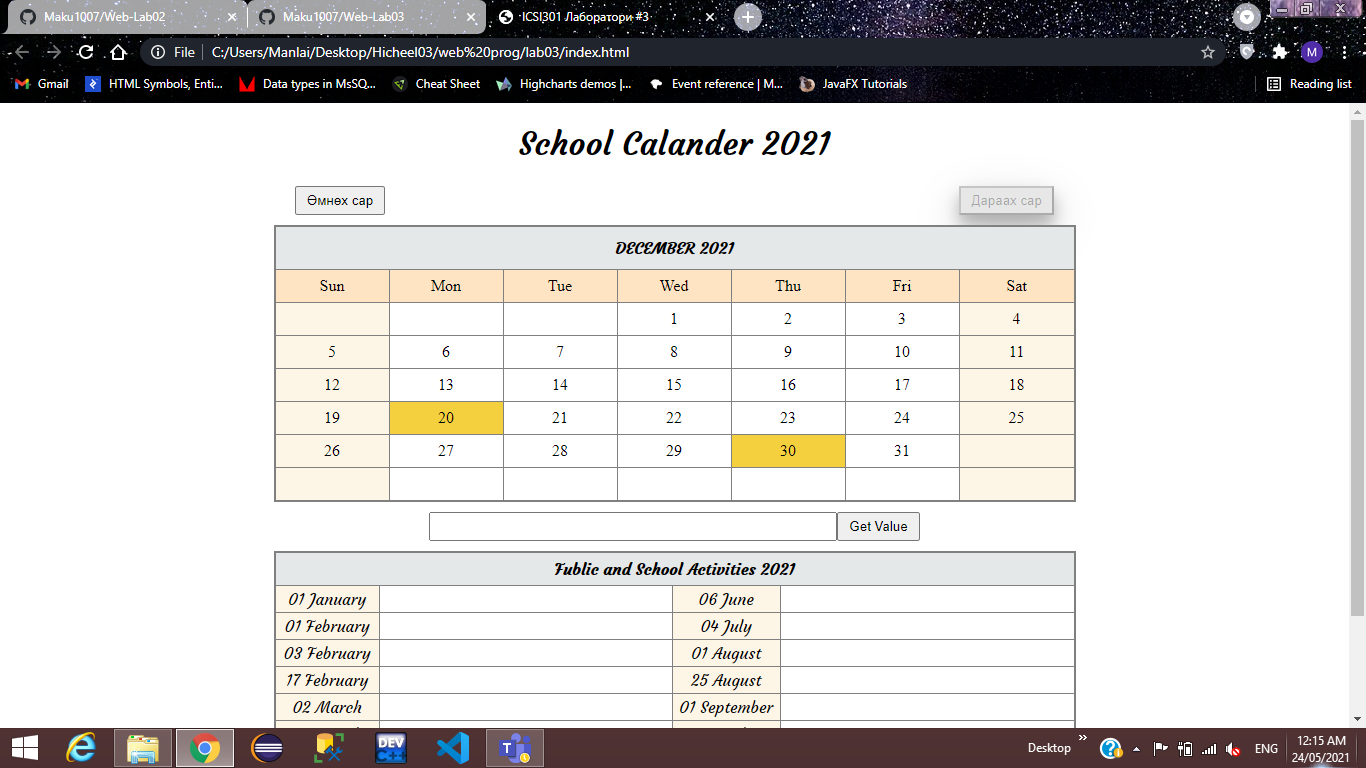 Maku1007/Web-Lab02
Maku1007/Web-Lab03
ICSI301 Лаборатори #3
File
C:/Users/Manlai/Desktop/Hicheel03/web%20prog/lab03/index.html
M
Gmail
HTML Symbols, Enti...
Data types in MsSQ...
Cheat Sheet
Highcharts demos |...
Event reference | M...
JavaFX Tutorials
Reading list
School Calander 2021
Өмнөх сар
Дараах сар
DECEMBER 2021
Sun Mon Tue Wed Thu Fri Sat
1 2 3 4
5 6 7 8 9 10 11
12 13 14 15 16 17 18
19 20 21 22 23 24 25
26 27 28 29 30 31
Get Value
Fublic and School Activities 2021
01 January 06 June
01 February 04 July
03 February 01 August
17 February 25 August
02 March 01 September
DEV C++
Desktop
ENG
12:15 AM
24/05/2021